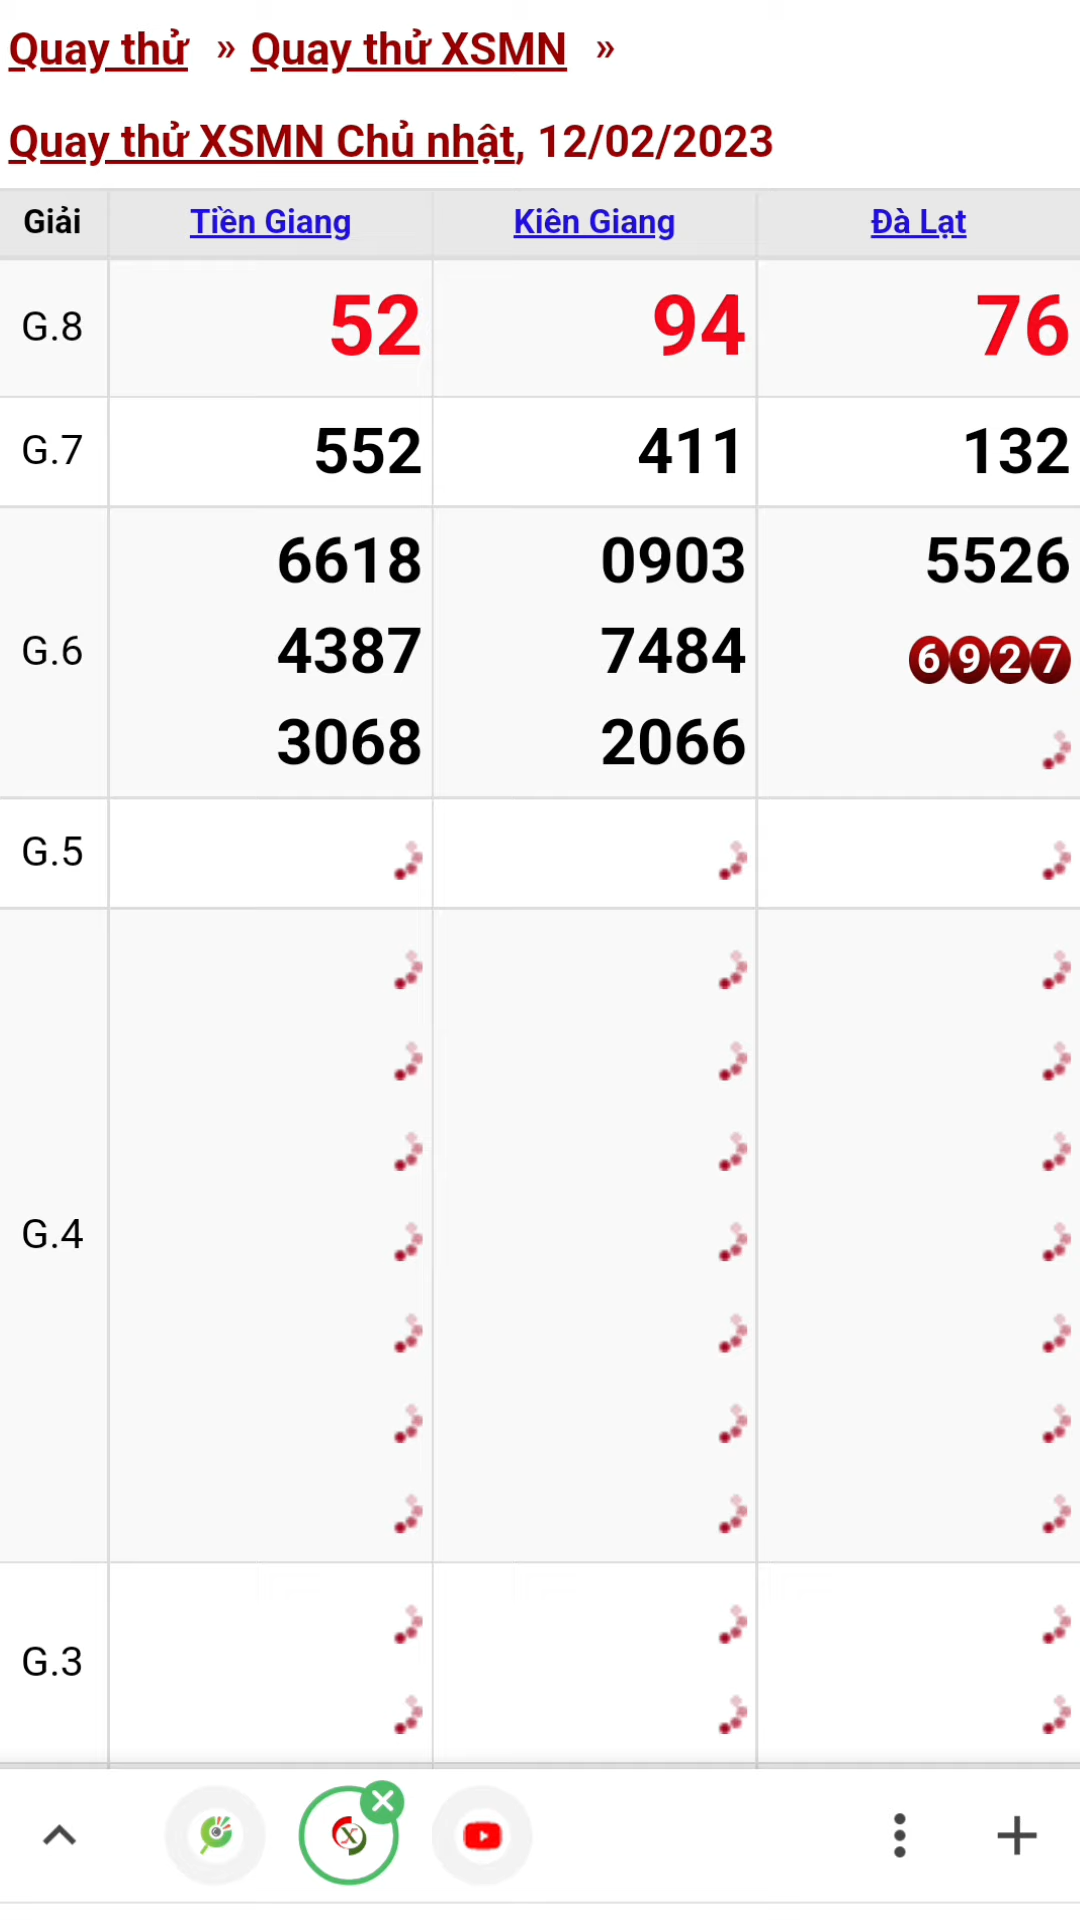 Quay thử » Quay thử XSMN »
Quay thử XSMN Chủ nhật, 12/02/2023
Giải Tiền Giang Kiên Giang Đà Lạt
G.8 52 94 76
G.7 552 411 132
6618 0903 5526
G.6 4387 7484 6927
3068 2066
G.5
G.4
G.3